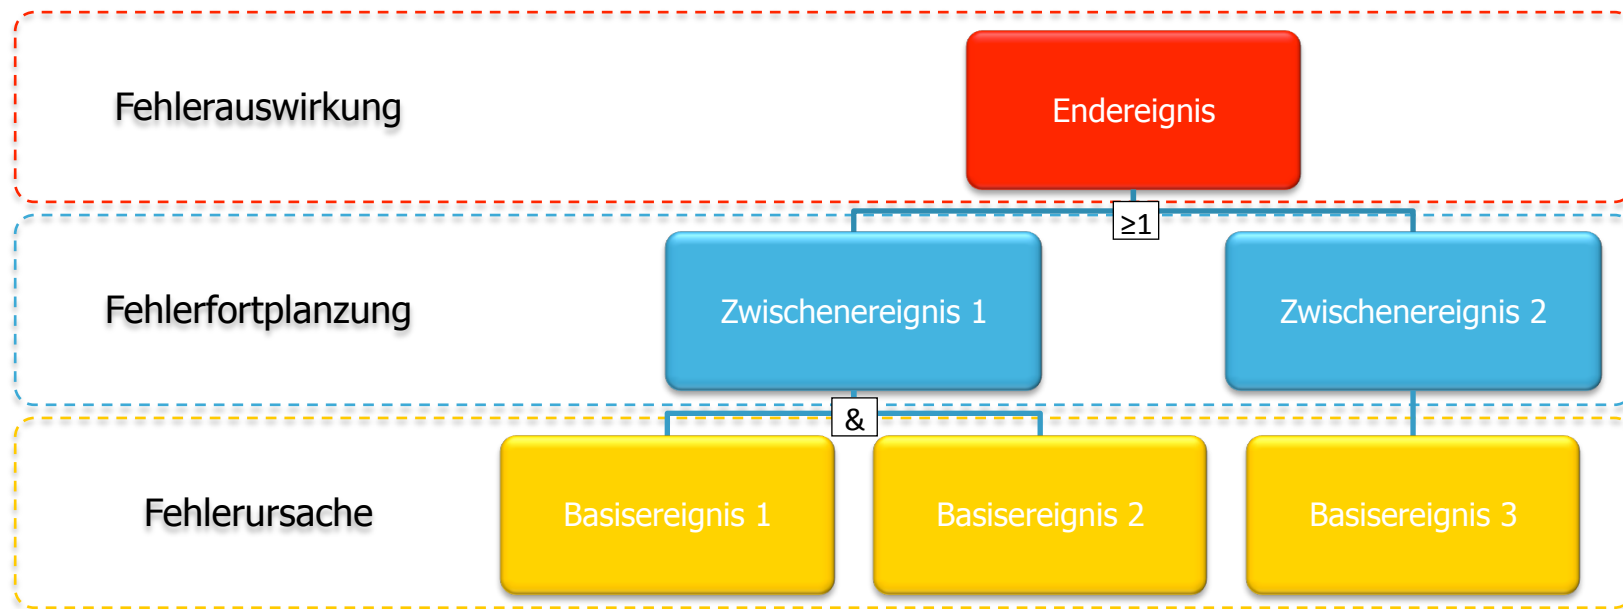 Fehlerauswirkung
Endereignis
≥1
Fehlerfortplanzung
Zwischenereignis 1
Zwischenereignis 2
&
Fehlerursache
Basisereignis 1
Basisereignis 2
Basisereignis 3